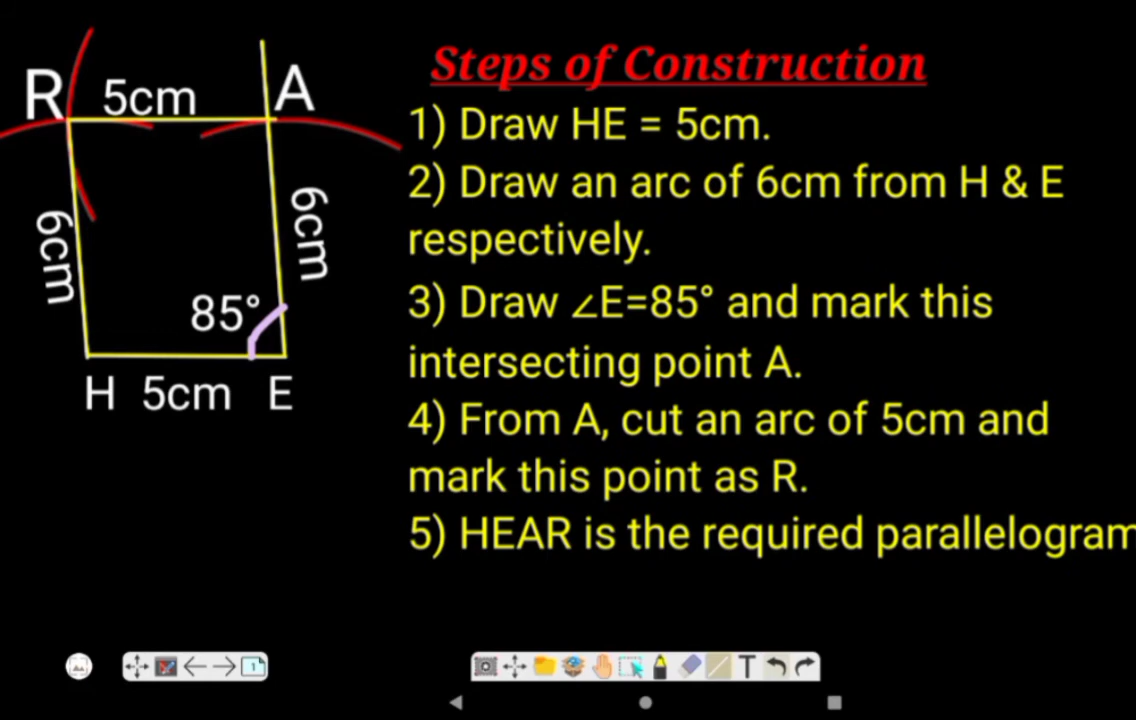 Steps of Construction
R 5cm A
1) Draw HE = 5cm.
2) Draw an arc of 6cm from H & E
respectively.
6cm
6cm
3) Draw ∠E=85° and mark this
85°
intersecting point A.
H 5cm E
4) From A, cut an arc of 5cm and
mark this point as R.
5) HEAR is the required parallelogram
1
T